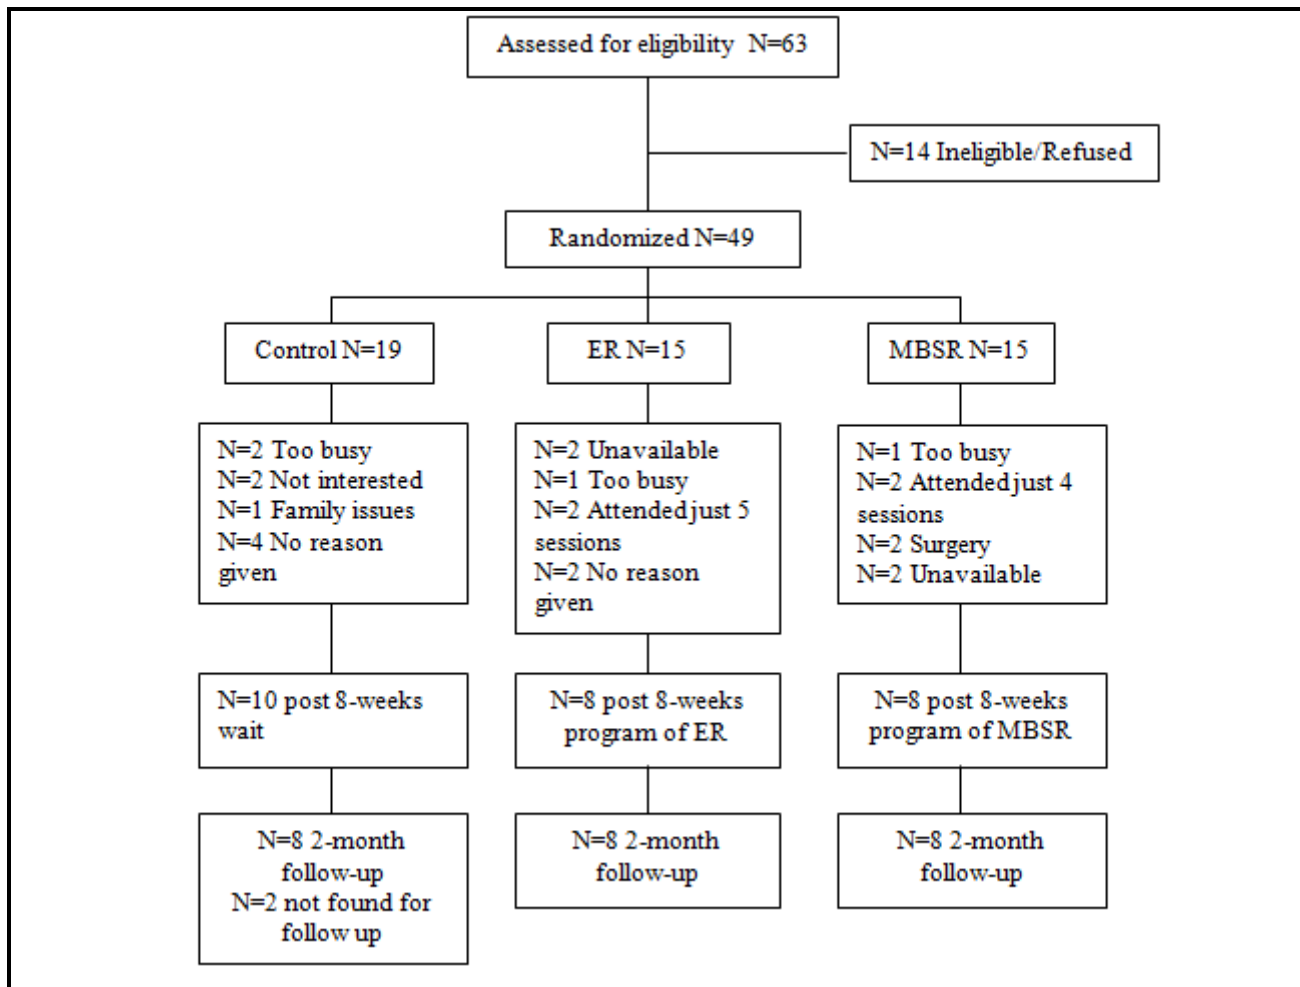 Assessed for eligibility N=63
N=14 Ineligible/Refused
Randomized N=49
Control N=19
ER N=15
MBSR N=15
N=2 Too busy
N=2 Not interested
N=1 Family issues
N=4 No reason
given
N=2 Unavailable
N=1 Too busy
N=2 Attended just 5
sessions
N=2 No reason
given
N=1 Too busy
N=2 Attended just 4
sessions
N=2 Surgery
N=2 Unavailable
N=10 post 8-weeks
wait
N=8 post 8-weeks
program of ER
N=8 post 8-weeks
program of MBSR
N=8 2-month
follow-up
N=2 not found for
follow up
N=8 2-month
follow-up
N=8 2-month
follow-up